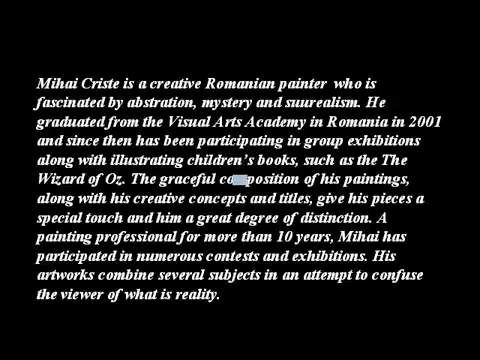 Mihai Criste is a creative Romanian painter who is
fascinated by abstration, mystery and suurealism. He
graduated from the Visual Arts Academy in Romania in 2001
and since then has been participating in group exhibitions
along with illustrating children's books, such as the The
Wizard of Oz. The graceful composition of his paintings,
along with his creative concepts and titles, give his pieces a
special touch and him a great degree of distinction. A
painting professional for more than 10 years, Mihai has
participated in numerous contests and exhibitions. His
artworks combine several subjects in an attempt to confuse
the viewer of what is reality.